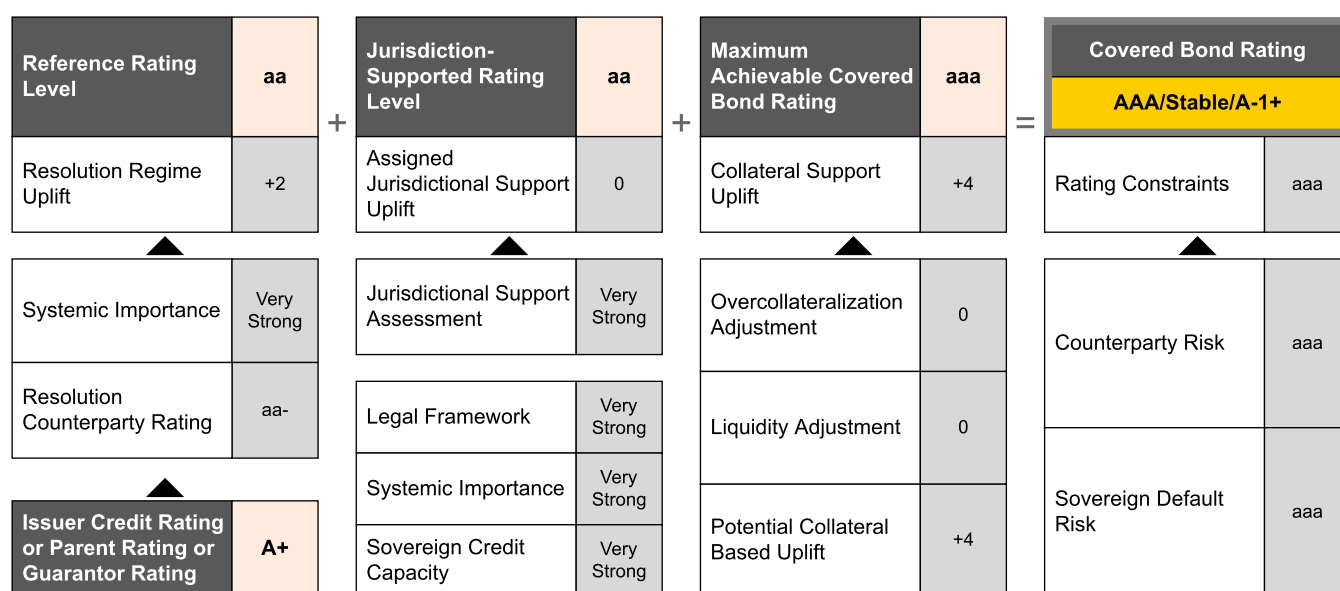 Reference Rating
Level
aa
Resolution Regime
Uplift
+2
Systemic Importance
Very
Strong
Resolution
Counterparty Rating
aa-
Issuer Credit Rating
or Parent Rating or
Guarantor Rating
A+
+
Jurisdiction-
Supported Rating
Level
aa
Assigned
Jurisdictional Support
Uplift
0
Jurisdictional Support
Assessment
Very
Strong
Legal Framework
Very
Strong
Systemic Importance
Very
Strong
Sovereign Credit
Capacity
Very
Strong
+
Maximum
Achievable Covered
Bond Rating
aaa
Collateral Support
Uplift
+4
Overcollateralization
Adjustment
0
Liquidity Adjustment
0
Potential Collateral
Based Uplift
+4
=
Covered Bond Rating
AAA/Stable/A-1+
Rating Constraints
aaa
Counterparty Risk
aaa
Sovereign Default
Risk
aaa